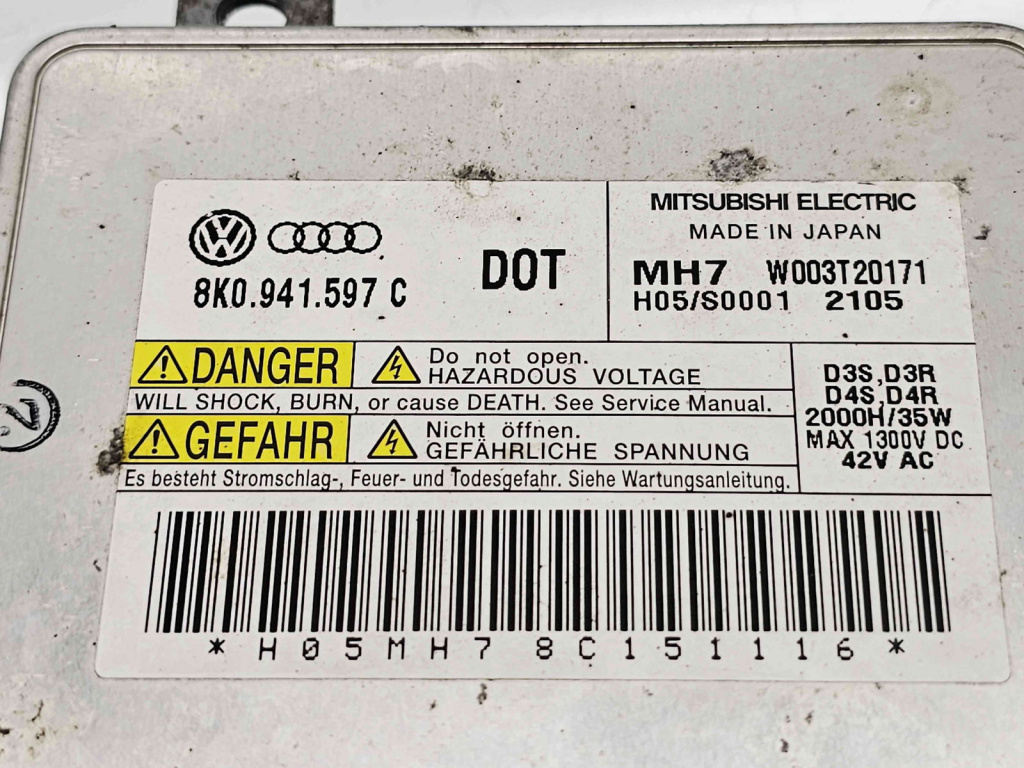 VW
8K0.941.597 C
DOT
MITSUBISHI ELECTRIC
MADE IN JAPAN
MH7 W003T20171
H05/S0001 2105
DANGER
Do not open.
HAZARDOUS VOLTAGE
WILL SHOCK, BURN, or cause DEATH. See Service Manual.
GEFAHR
Nicht öffnen.
GEFÄHRLICHE SPANNUNG
Es besteht Stromschlag-, Feuer- und Todesgefahr. Siehe Wartungsanleitung.
D3S,D3R
D4S,D4R
2000H/35W
MAX 1300V DC
42V AC
*H05MH78C151116*